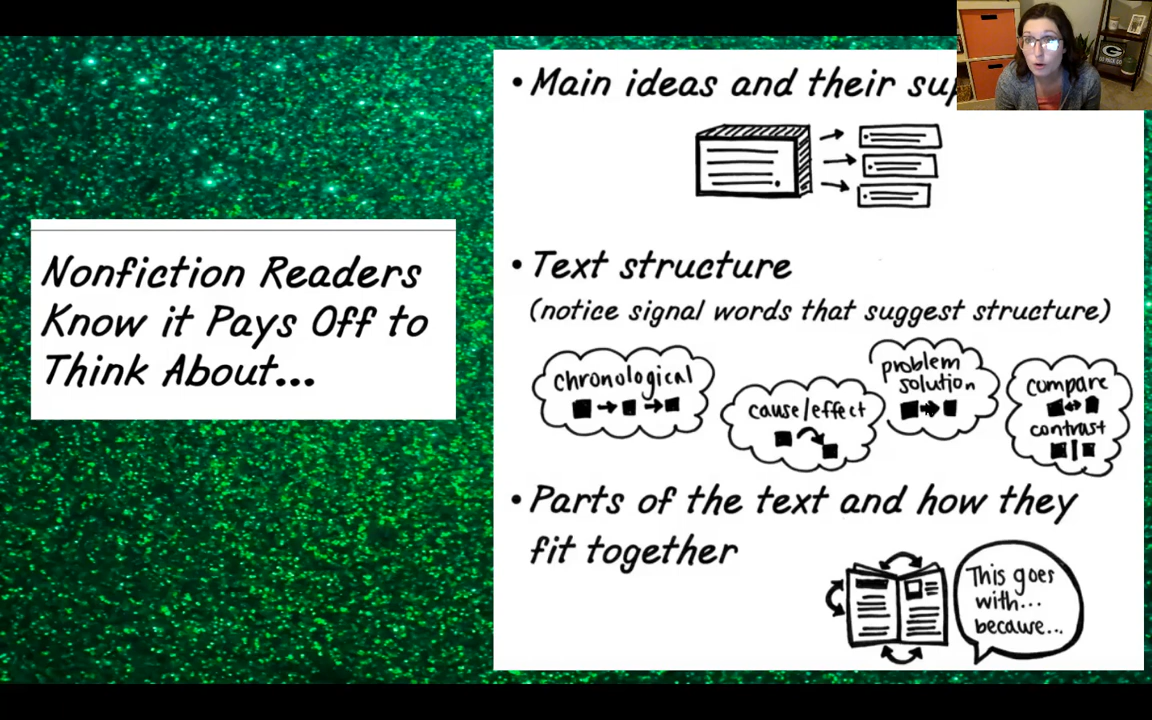 Nonfiction Readers
Know it Pays Off to
Think About...
• Main ideas and their
• Text structure
(notice signal words that suggest structure)
chronological
cause/effect
problem
solution
compare
contrast
• Parts of the text and how they
fit together
This goes
with...
because...
G